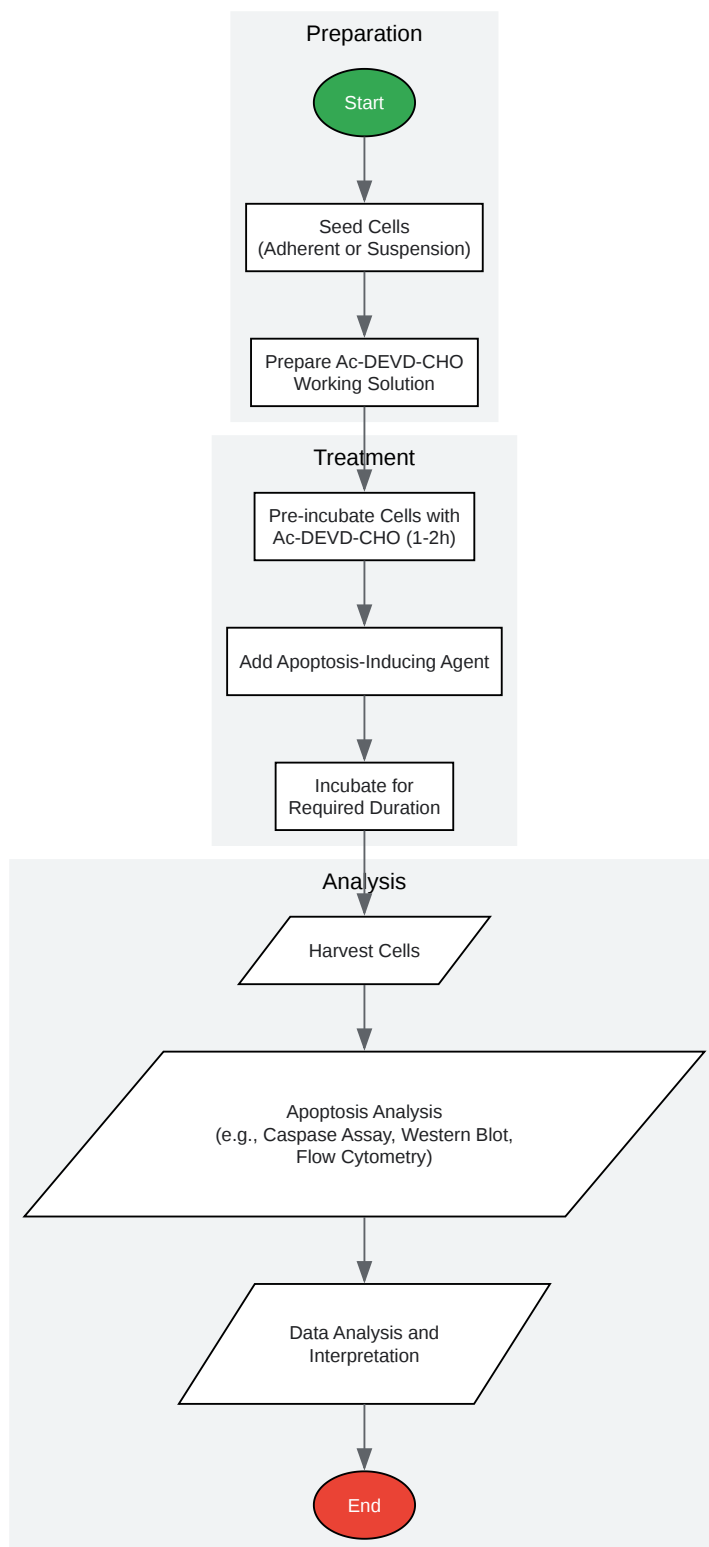 Preparation
Start
Seed Cells
(Adherent or Suspension)
Prepare Ac-DEVD-CHO
Working Solution
Treatment
Pre-incubate Cells with
Ac-DEVD-CHO (1-2h)
Add Apoptosis-Inducing Agent
Incubate for
Required Duration
Analysis
Harvest Cells
Apoptosis Analysis
(e.g., Caspase Assay, Western Blot,
Flow Cytometry)
Data Analysis and
Interpretation
End